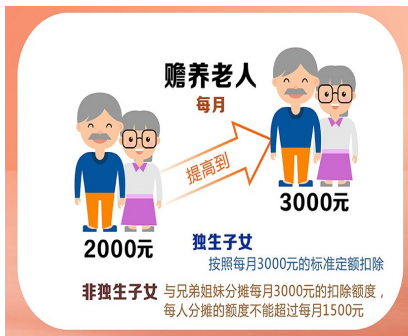 赡养老人
每月
提高到
3000元
2000元
独生子女
按照每月3000元的标准定额扣除
非独生子女 与兄弟姐妹分摊每月3000元的扣除额度，
每人分摊的额度不能超过每月1500元